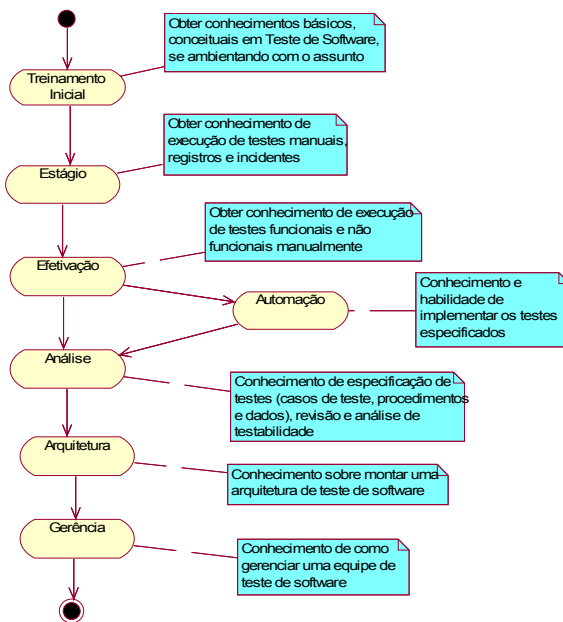 Obter conhecimentos básicos,
conceituais em Teste de Software,
se ambientando com o assunto
Treinamento
Inicial
Obter conhecimento de
execução de testes manuais,
registros e incidentes
Estágio
Obter conhecimento de execução
de testes funcionais e não
funcionais manualmente
Efetivação
Automação
Conhecimento e
habilidade de
implementar os testes
especificados
Análise
Conhecimento de especificação de
testes (casos de teste, procedimentos
e dados), revisão e análise de
testabilidade
Arquitetura
Conhecimento sobre montar uma
arquitetura de teste de software
Gerência
Conhecimento de como
gerenciar uma equipe de
teste de software